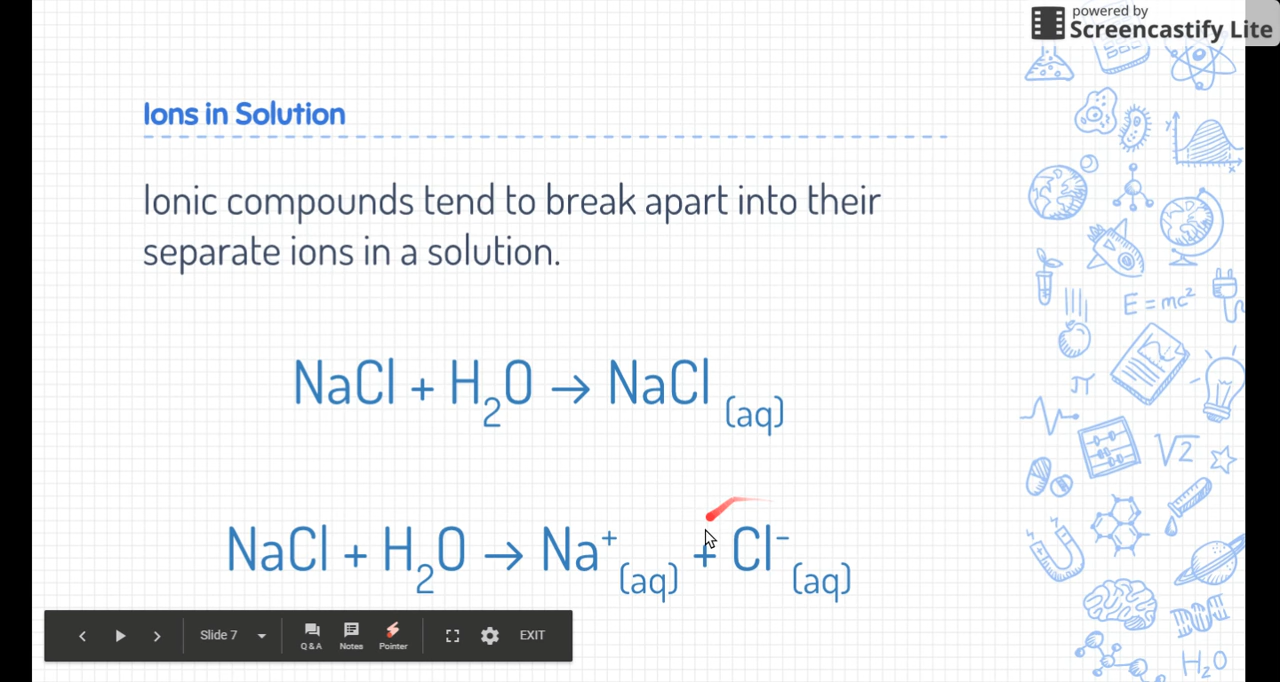 powered by
Screencastify Lite
Ions in Solution
Ionic compounds tend to break apart into their
separate ions in a solution.
NaCl + H₂O → NaCl (aq)
NaCl + H₂O → Na⁺(aq) + Cl⁻(aq)
E = mc²
π
√2
y
x
H₂O
Slide 7
Q & A
Notes
Pointer
EXIT